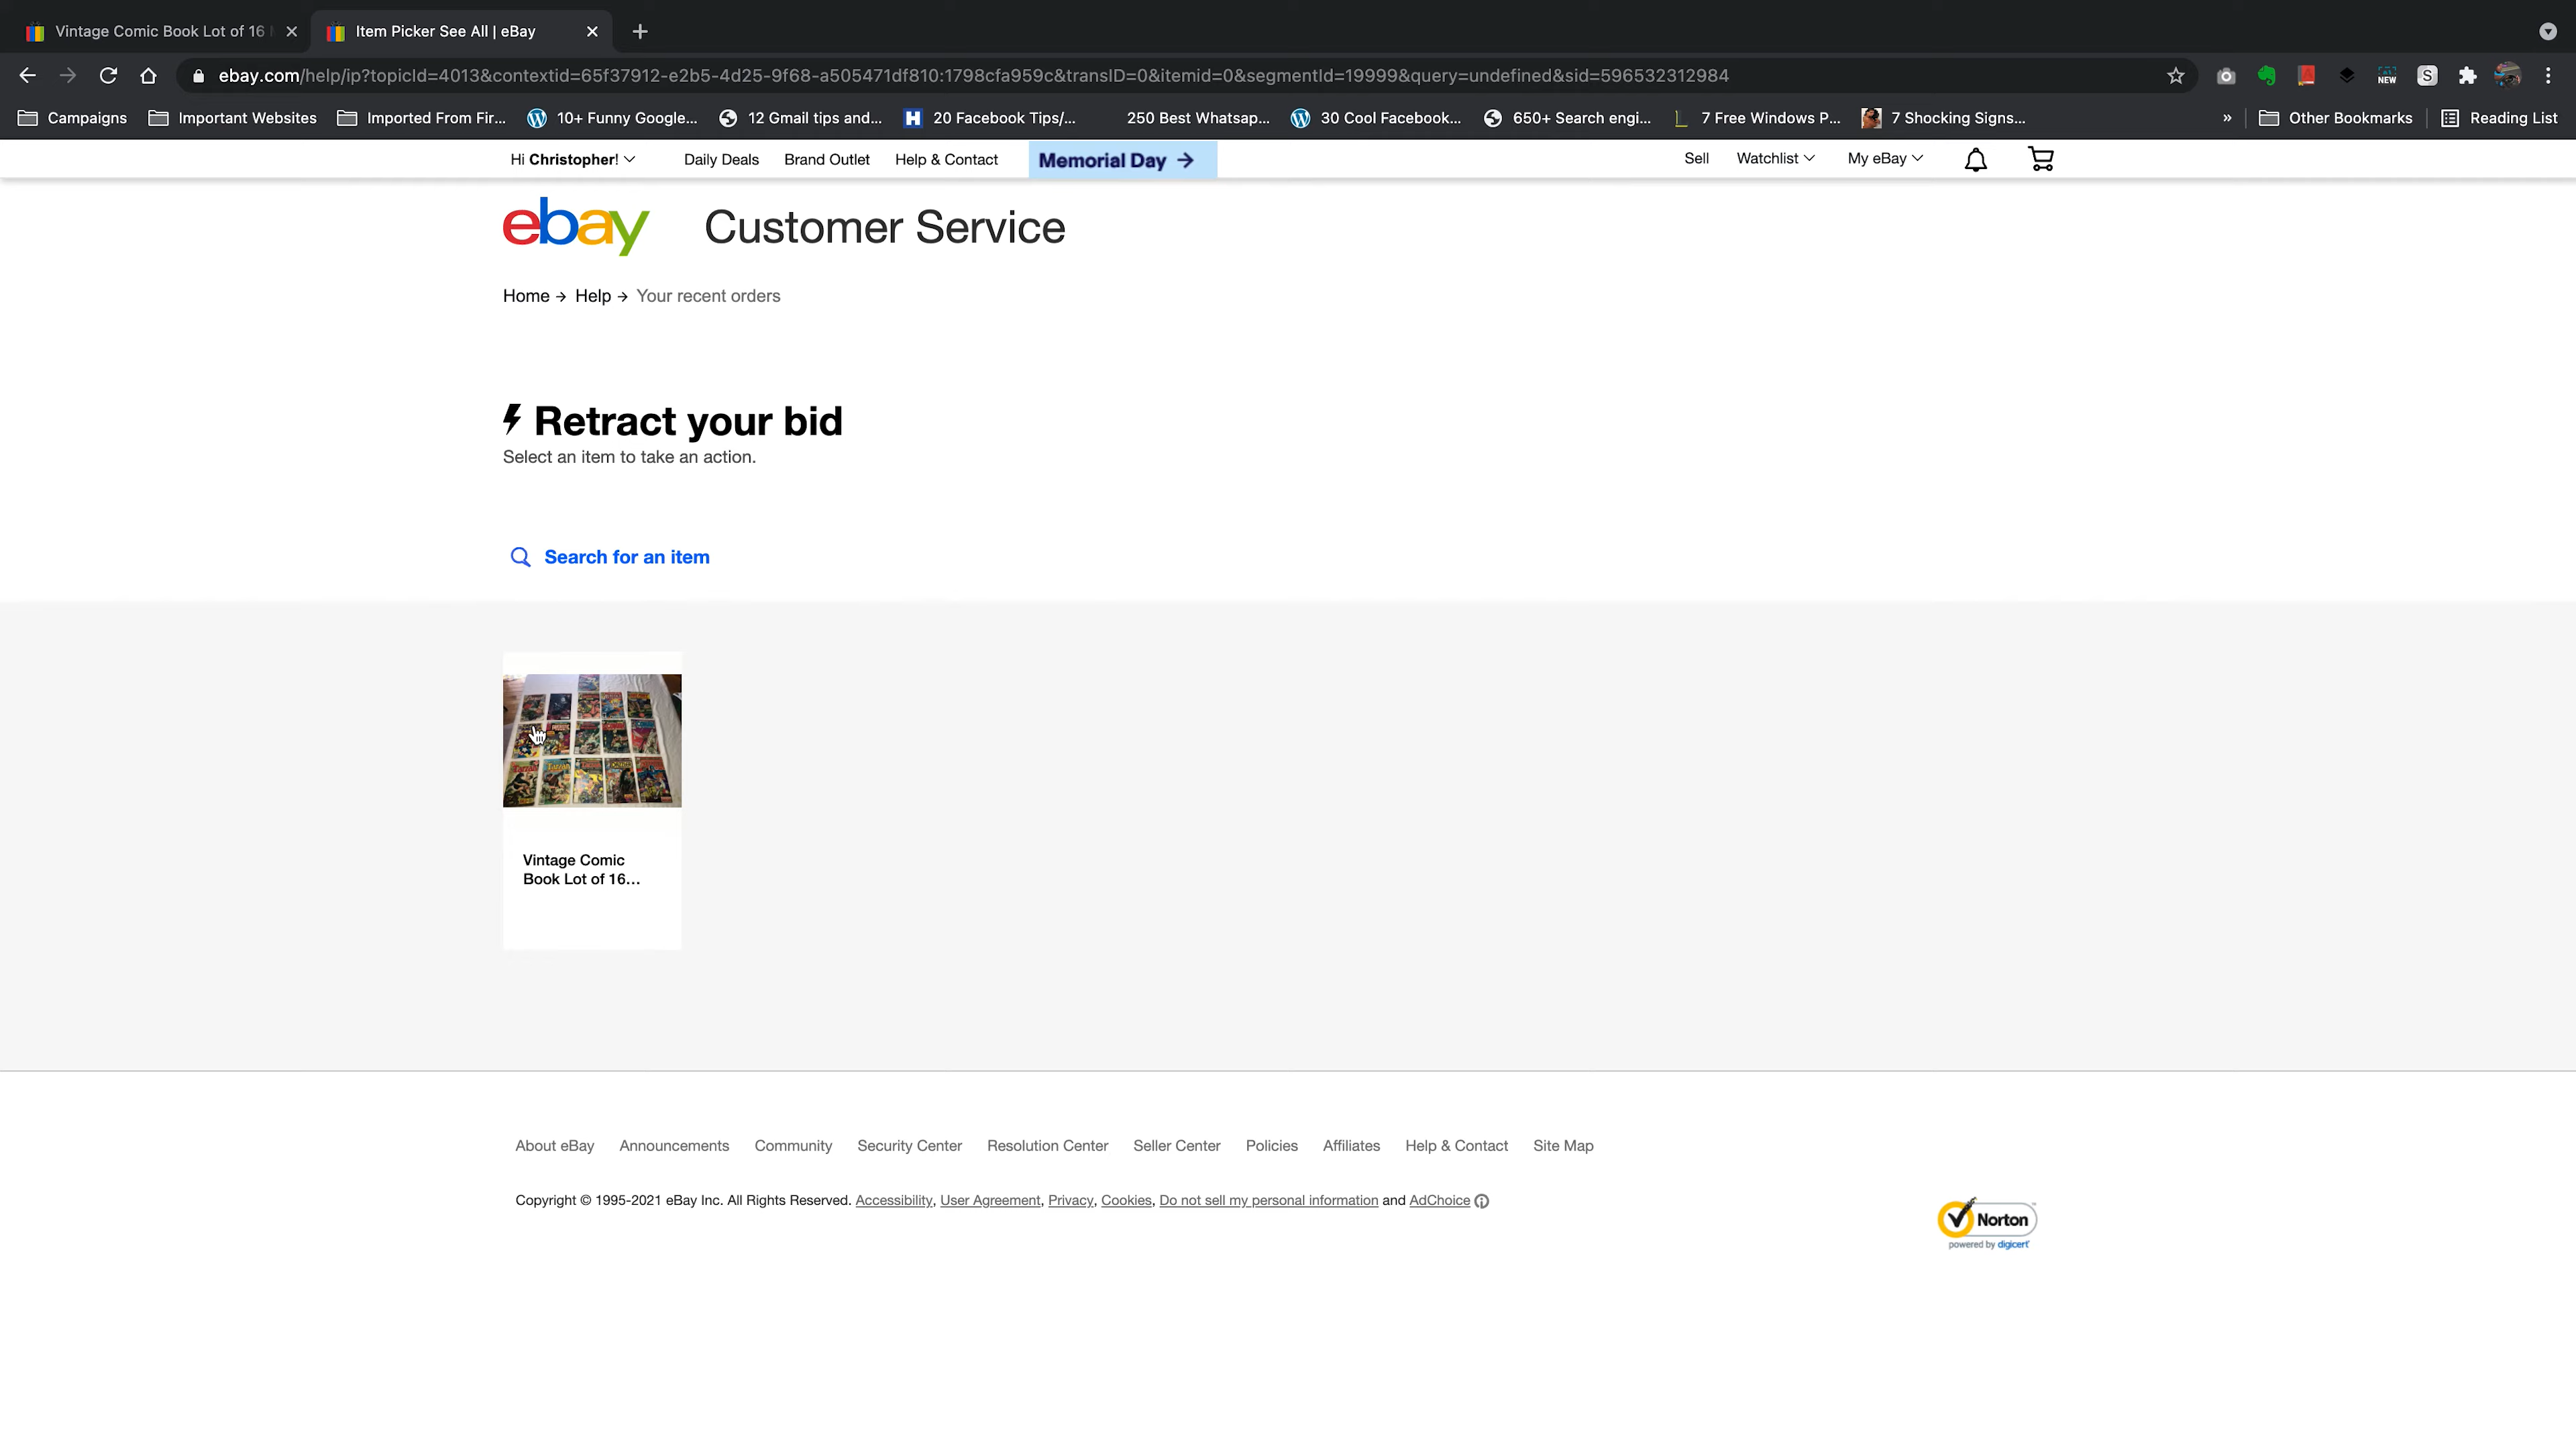 Vintage Comic Book Lot of 16
Item Picker See All | eBay
ebay.com/help/ip?topicId=4013&contextid=65f37912-e2b5-4d25-9f68-a505471df810:1798cfa959c&transID=0&itemid=0&segmentId=19999&query=undefined&sid=596532312984
NEW
S
Campaigns
Important Websites
Imported From Fir...
10+ Funny Google...
12 Gmail tips and...
H 20 Facebook Tips/...
250 Best Whatsap...
30 Cool Facebook...
650+ Search engi...
7 Free Windows P...
7 Shocking Signs...
»
Other Bookmarks
Reading List
Hi Christopher!
Daily Deals
Brand Outlet
Help & Contact
Memorial Day →
Sell
Watchlist
My eBay
ebay
Customer Service
Home → Help → Your recent orders
Retract your bid
Select an item to take an action.
Search for an item
Vintage Comic
Book Lot of 16...
About eBay
Announcements
Community
Security Center
Resolution Center
Seller Center
Policies
Affiliates
Help & Contact
Site Map
Copyright © 1995-2021 eBay Inc. All Rights Reserved. Accessibility, User Agreement, Privacy, Cookies, Do not sell my personal information and AdChoice
Norton
powered by digicert